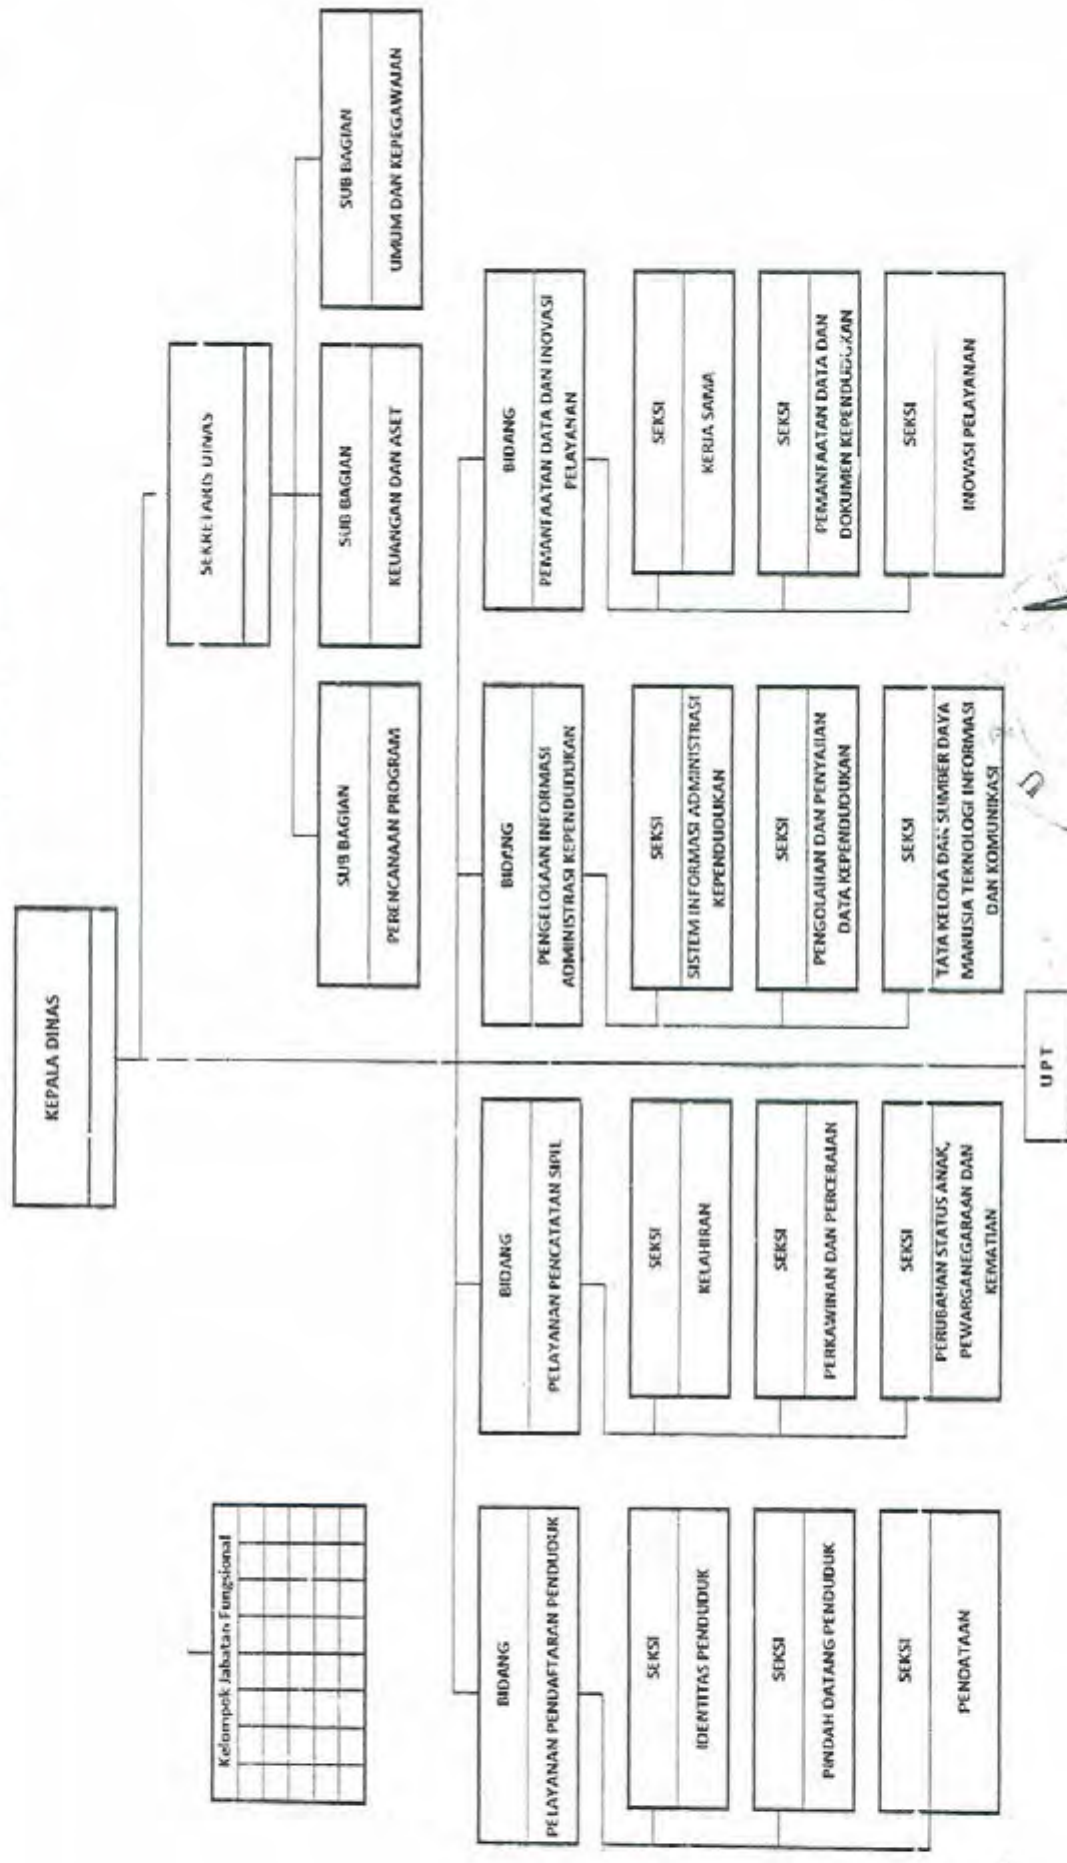 KEPALA DINAS
Kelompok Jabatan Fungsional
SEKRETARIS DINAS
SUB BAGIAN
PERENCANAAN PROGRAM
SUB BAGIAN
KEUANGAN DAN ASET
SUB BAGIAN
UMUM DAN KEPEGAWAIAN
BIDANG
PELAYANAN PENDAFTARAN PENDUDUK
SEKSI
IDENTITAS PENDUDUK
SEKSI
PINDAH DATANG PENDUDUK
SEKSI
PENDATAAN
BIDANG
PELAYANAN PENCATATAN SIPIL
SEKSI
KELAHIRAN
SEKSI
PERKAWINAN DAN PERCERAIAN
SEKSI
PERUBAHAN STATUS ANAK,
PEWARGANEGARAAN DAN
KEMATIAN
BIDANG
PENGELOLAAN INFORMASI
ADMINISTRASI KEPENDUDUKAN
SEKSI
SISTEM INFORMASI ADMINISTRASI
KEPENDUDUKAN
SEKSI
PENGOLAHAN DAN PENYAJIAN
DATA KEPENDUDUKAN
SEKSI
TATA KELOLA DAN SUMBER DAYA
MANUSIA TEKNOLOGI INFORMASI
DAN KOMUNIKASI
BIDANG
PEMANFAATAN DATA DAN INOVASI
PELAYANAN
SEKSI
KERJA SAMA
SEKSI
PEMANFAATAN DATA DAN
DOKUMEN KEPENDUDUKAN
SEKSI
INOVASI PELAYANAN
UPT